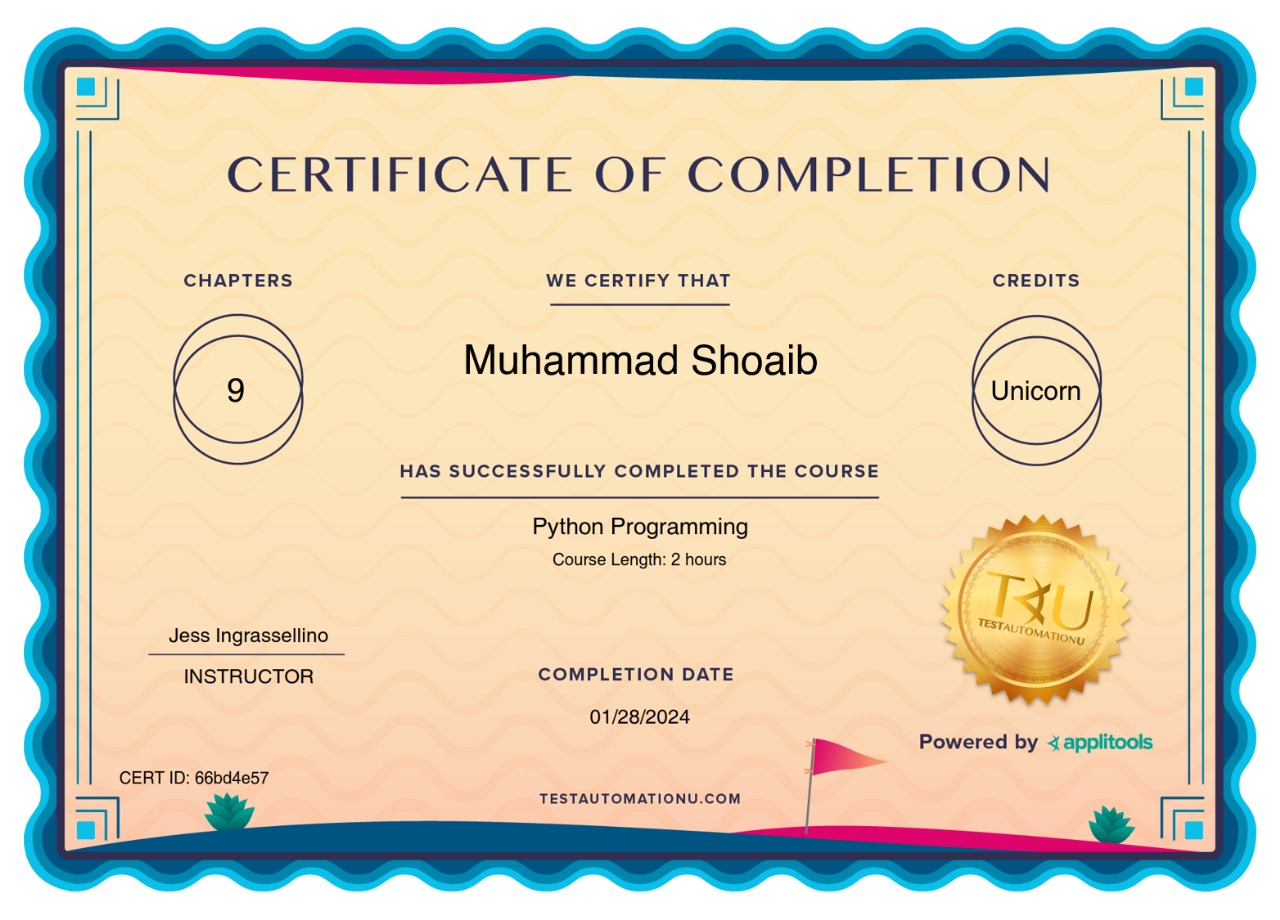 CERTIFICATE OF COMPLETION
CHAPTERS
9
WE CERTIFY THAT
Muhammad Shoaib
CREDITS
Unicorn
HAS SUCCESSFULLY COMPLETED THE COURSE
Python Programming
Course Length: 2 hours
Jess Ingrassellino
INSTRUCTOR
COMPLETION DATE
01/28/2024
TAU
TESTAUTOMATIONU
Powered by applitools
CERT ID: 66bd4e57
TESTAUTOMATIONU.COM